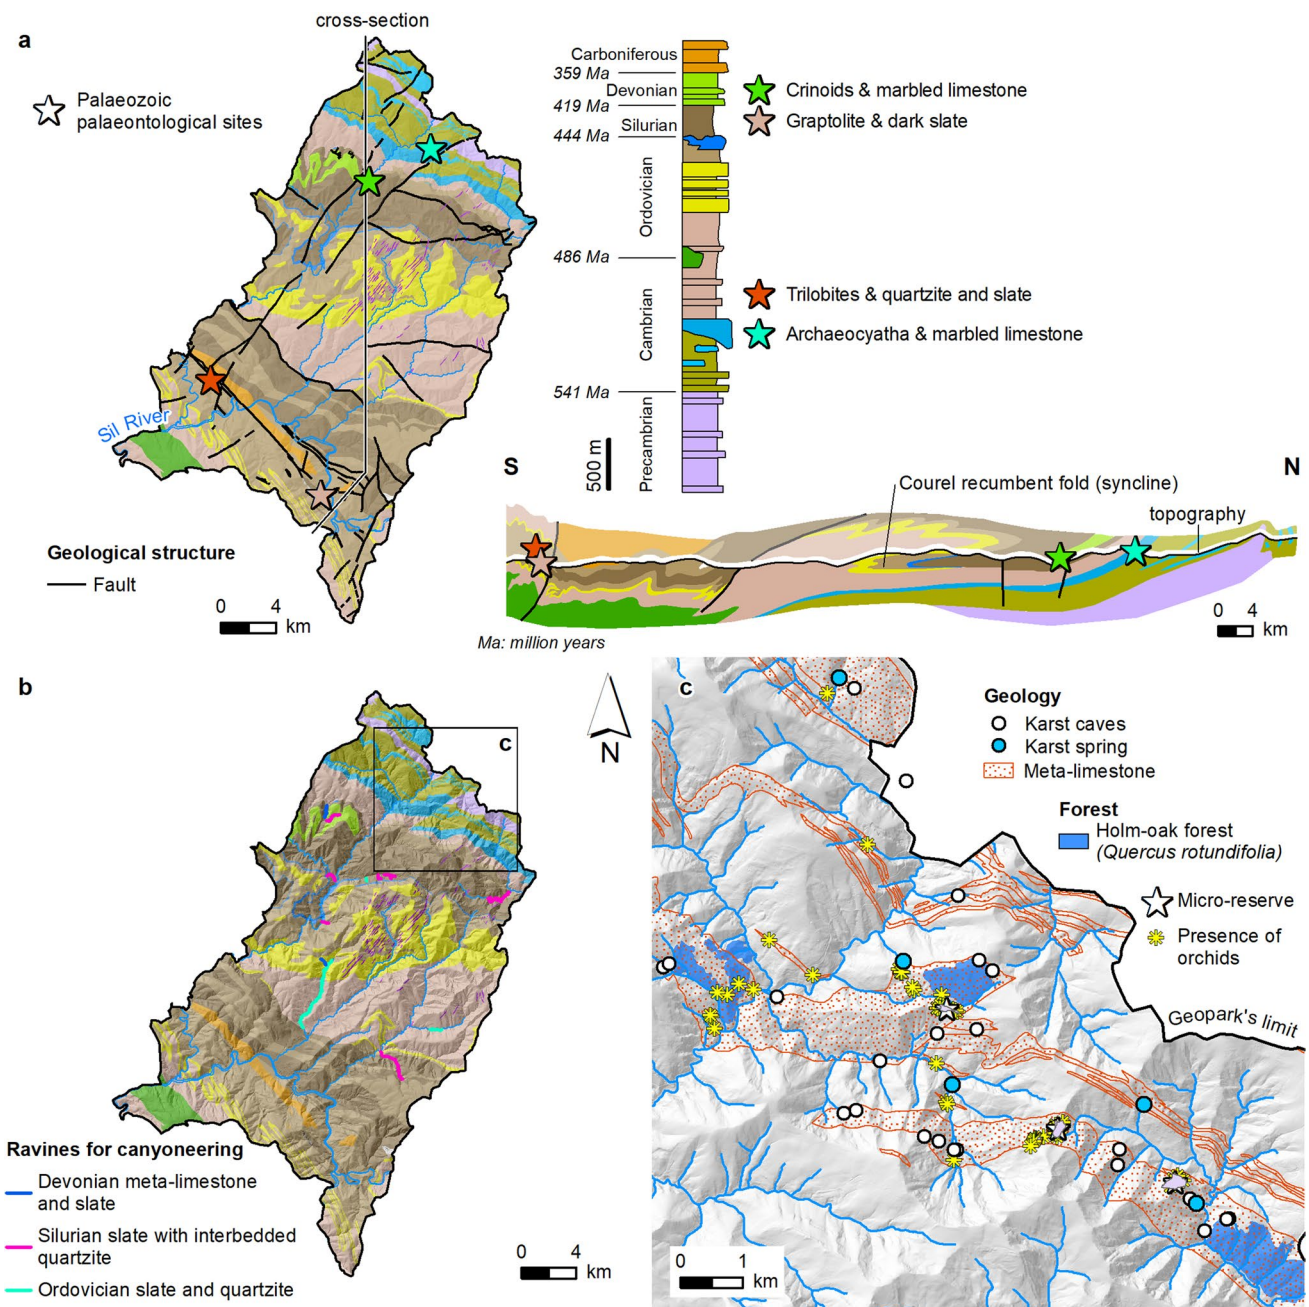 cross-section
a
Palaeozoic
palaeontological sites
Carboniferous
359 Ma
Devonian
419 Ma
Silurian
444 Ma
Ordovician
486 Ma
Cambrian
541 Ma
Precambrian
500 m
Crinoids & marbled limestone
Graptolite & dark slate
Trilobites & quartzite and slate
Archaeocyatha & marbled limestone
Sil River
Geological structure
Fault
0 4
km
S
N
Courel recumbent fold (syncline)
topography
0 4
km
Ma: million years
b
N
c
Ravines for canyoneering
Devonian meta-limestone
and slate
Silurian slate with interbedded
quartzite
Ordovician slate and quartzite
0 4
km
c
Geology
Karst caves
Karst spring
Meta-limestone
Forest
Holm-oak forest
(Quercus rotundifolia)
Micro-reserve
Presence of
orchids
Geopark's limit
0 1
km